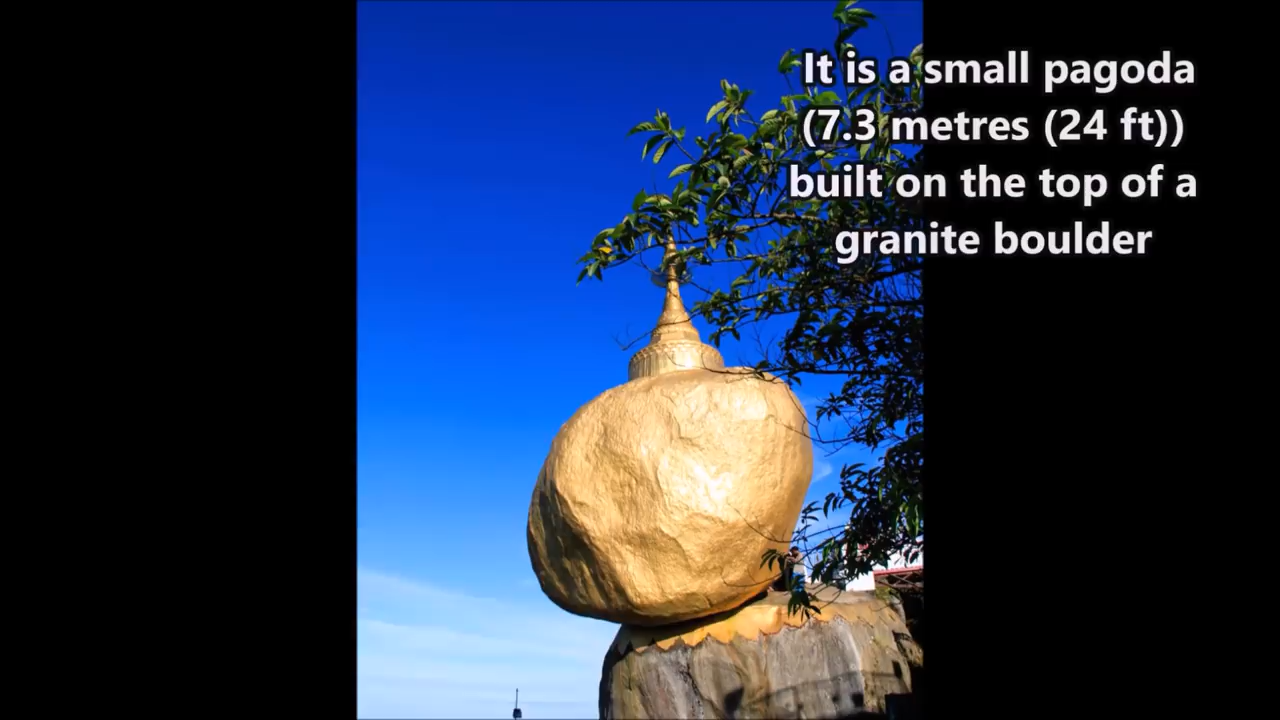 It is a small pagoda
(7.3 metres (24 ft))
built on the top of a
granite boulder